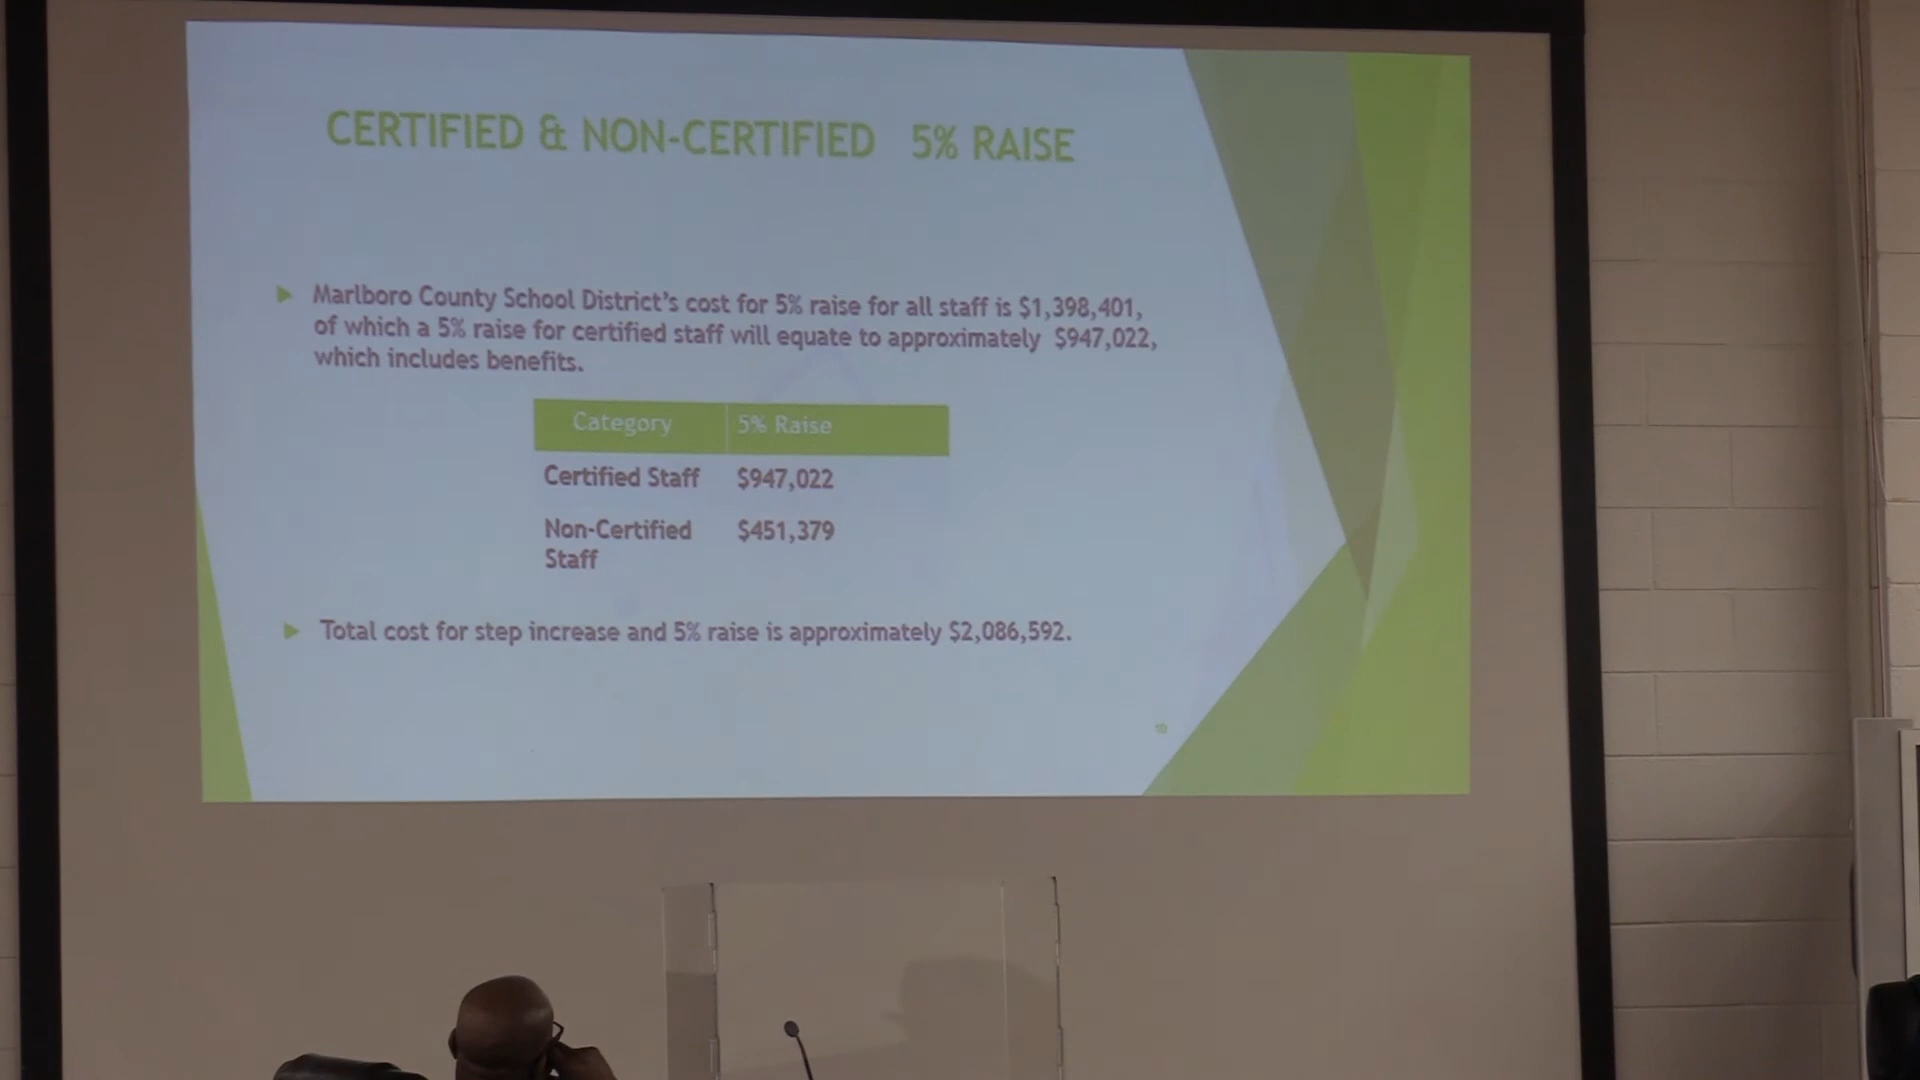 CERTIFIED & NON-CERTIFIED 5% RAISE
Marlboro County School District's cost for 5% raise for all staff is $1,398,401,
of which a 5% raise for certified staff will equate to approximately $947,022,
which includes benefits.
Category 5% Raise
Certified Staff $947,022
Non-Certified $451,379
Staff
Total cost for step increase and 5% raise is approximately $2,086,592.